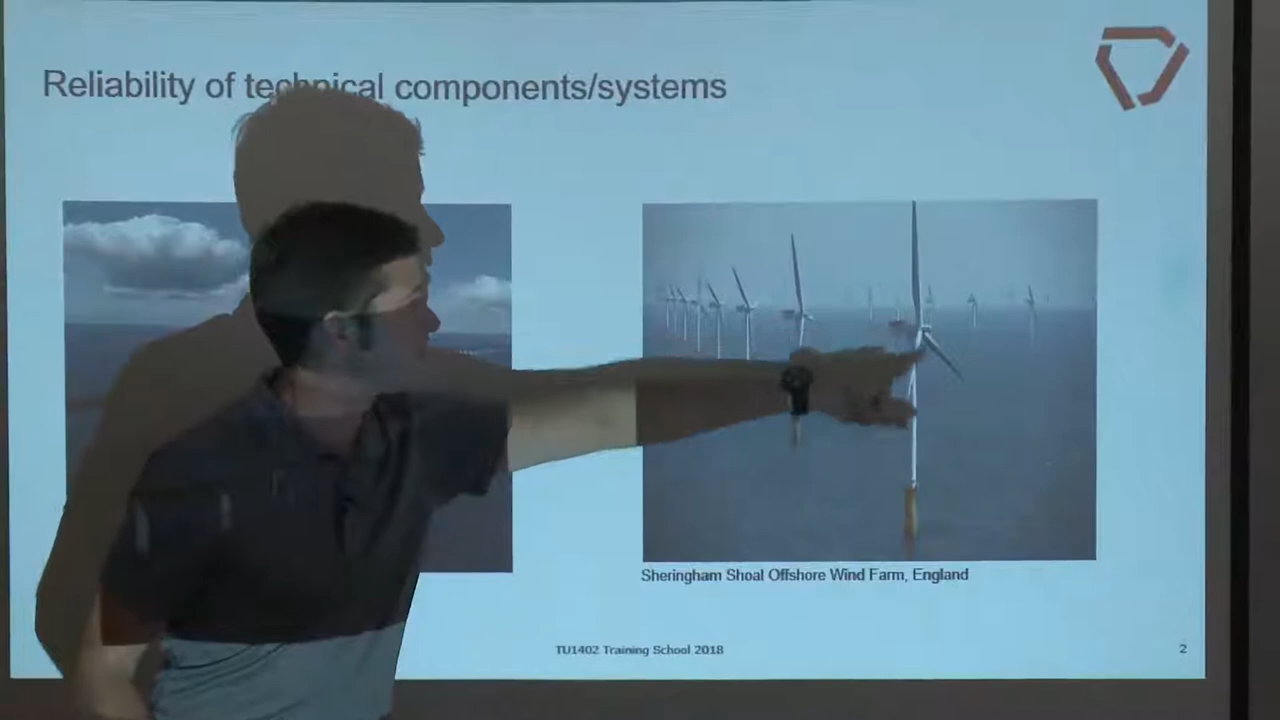 Reliability of technical components/systems
Sheringham Shoal Offshore Wind Farm, England
TU1402 Training School 2018
2